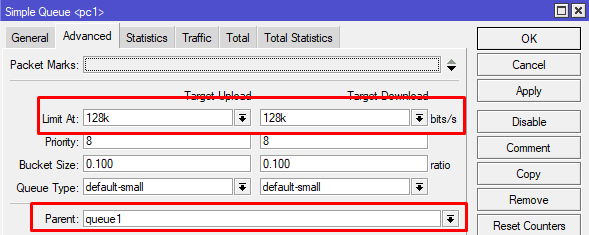 Simple Queue <pc1>
General Advanced Statistics Traffic Total Total Statistics
Packet Marks:
Target Upload Target Download
Limit At: 128k 128k bits/s
Priority: 8 8
Bucket Size: 0.100 0.100 ratio
Queue Type: default-small default-small
Parent: queue1
OK
Cancel
Apply
Disable
Comment
Copy
Remove
Reset Counters